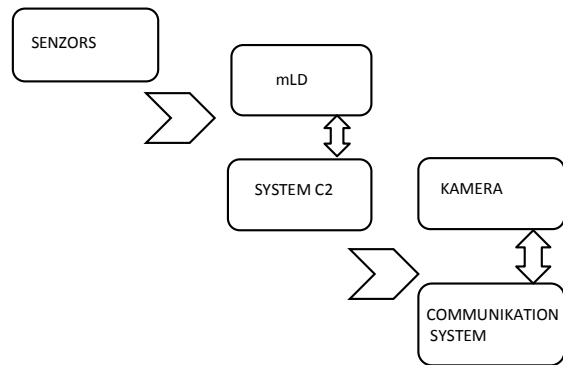 SENZORS
mLD
SYSTEM C2
KAMERA
COMMUNIKATION
SYSTEM